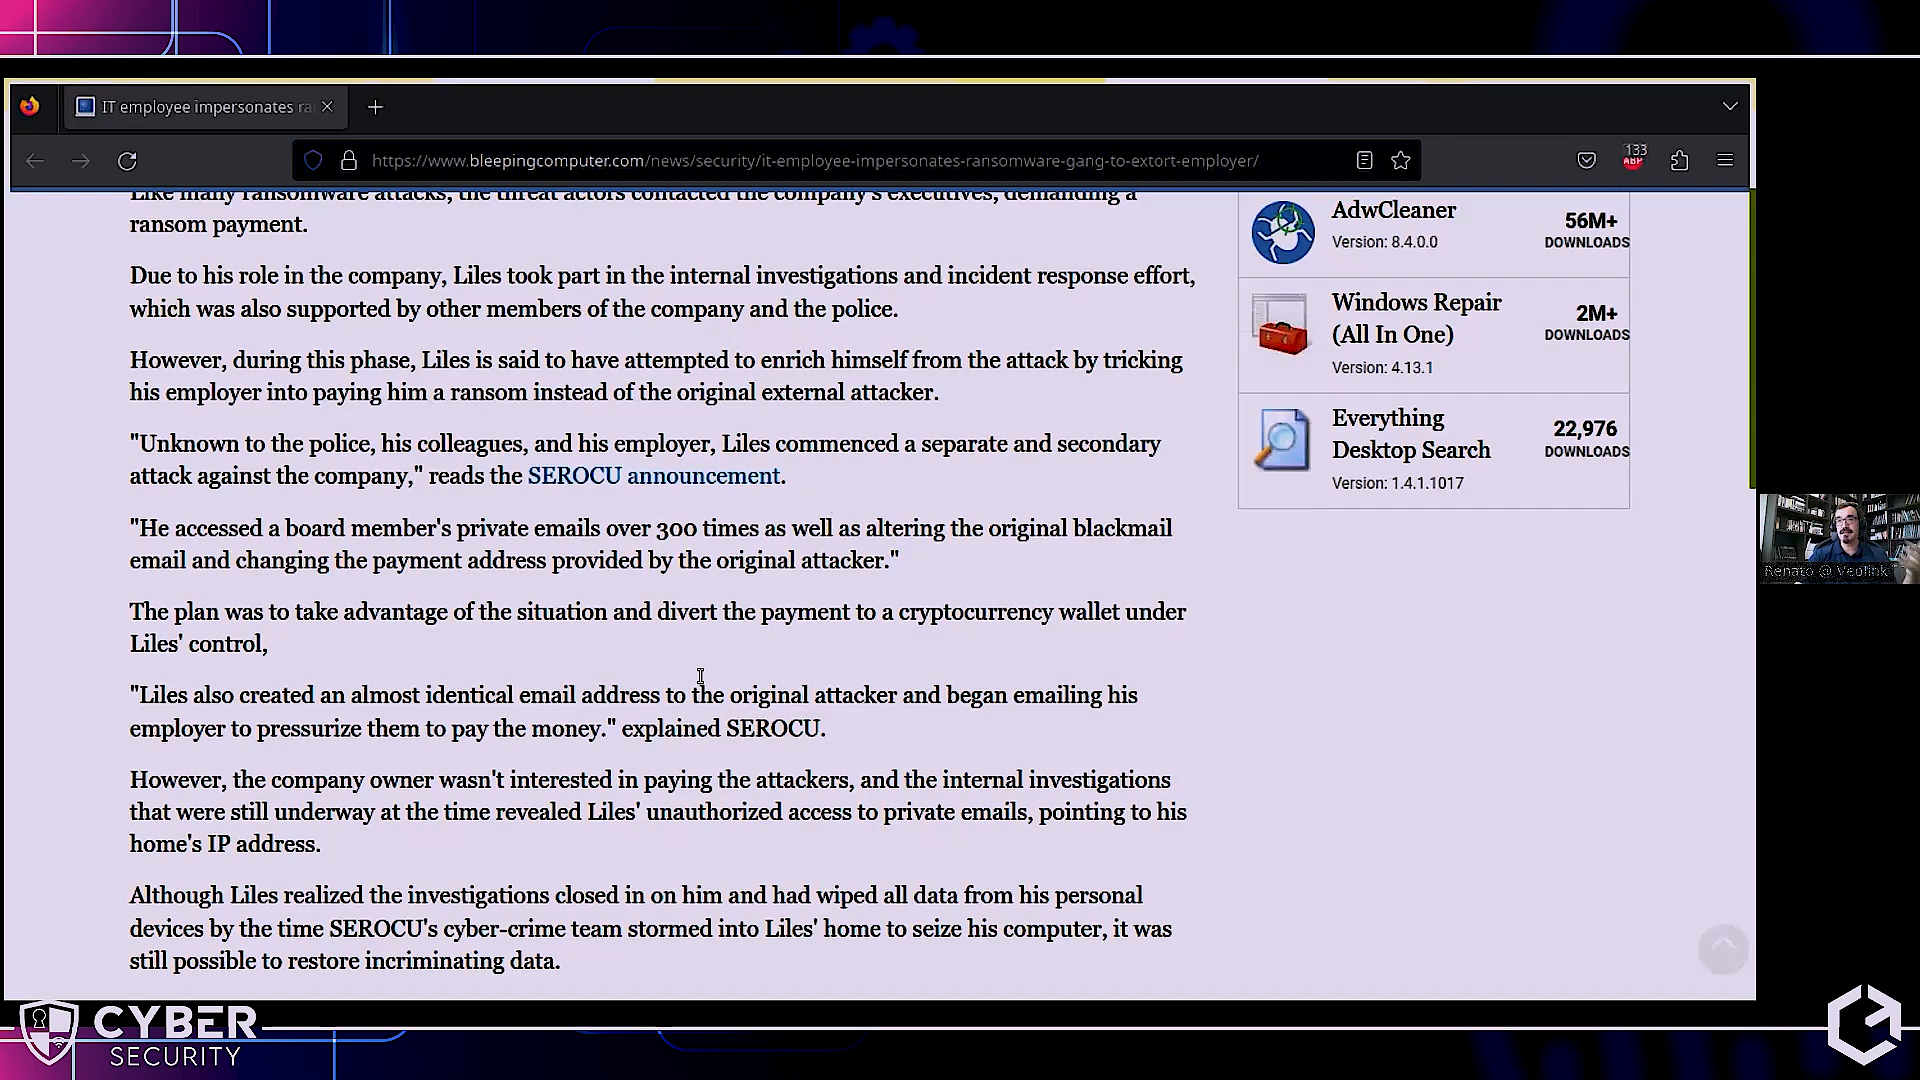 IT employee impersonates ra
https://www.bleepingcomputer.com/news/security/it-employee-impersonates-ransomware-gang-to-extort-employer/
133
ABP
Like many ransomware attacks, the threat actors contacted the company's executives, demanding a
ransom payment.
Due to his role in the company, Liles took part in the internal investigations and incident response effort,
which was also supported by other members of the company and the police.
However, during this phase, Liles is said to have attempted to enrich himself from the attack by tricking
his employer into paying him a ransom instead of the original external attacker.
"Unknown to the police, his colleagues, and his employer, Liles commenced a separate and secondary
attack against the company," reads the SEROCU announcement.
"He accessed a board member's private emails over 300 times as well as altering the original blackmail
email and changing the payment address provided by the original attacker."
The plan was to take advantage of the situation and divert the payment to a cryptocurrency wallet under
Liles' control,
"Liles also created an almost identical email address to the original attacker and began emailing his
employer to pressurize them to pay the money." explained SEROCU.
However, the company owner wasn't interested in paying the attackers, and the internal investigations
that were still underway at the time revealed Liles' unauthorized access to private emails, pointing to his
home's IP address.
Although Liles realized the investigations closed in on him and had wiped all data from his personal
devices by the time SEROCU's cyber-crime team stormed into Liles' home to seize his computer, it was
still possible to restore incriminating data.
AdwCleaner
Version: 8.4.0.0
56M+
DOWNLOADS
Windows Repair
(All In One)
Version: 4.13.1
2M+
DOWNLOADS
Everything
Desktop Search
Version: 1.4.1.1017
22,976
DOWNLOADS
Renato @ Veolink
CYBER
SECURITY